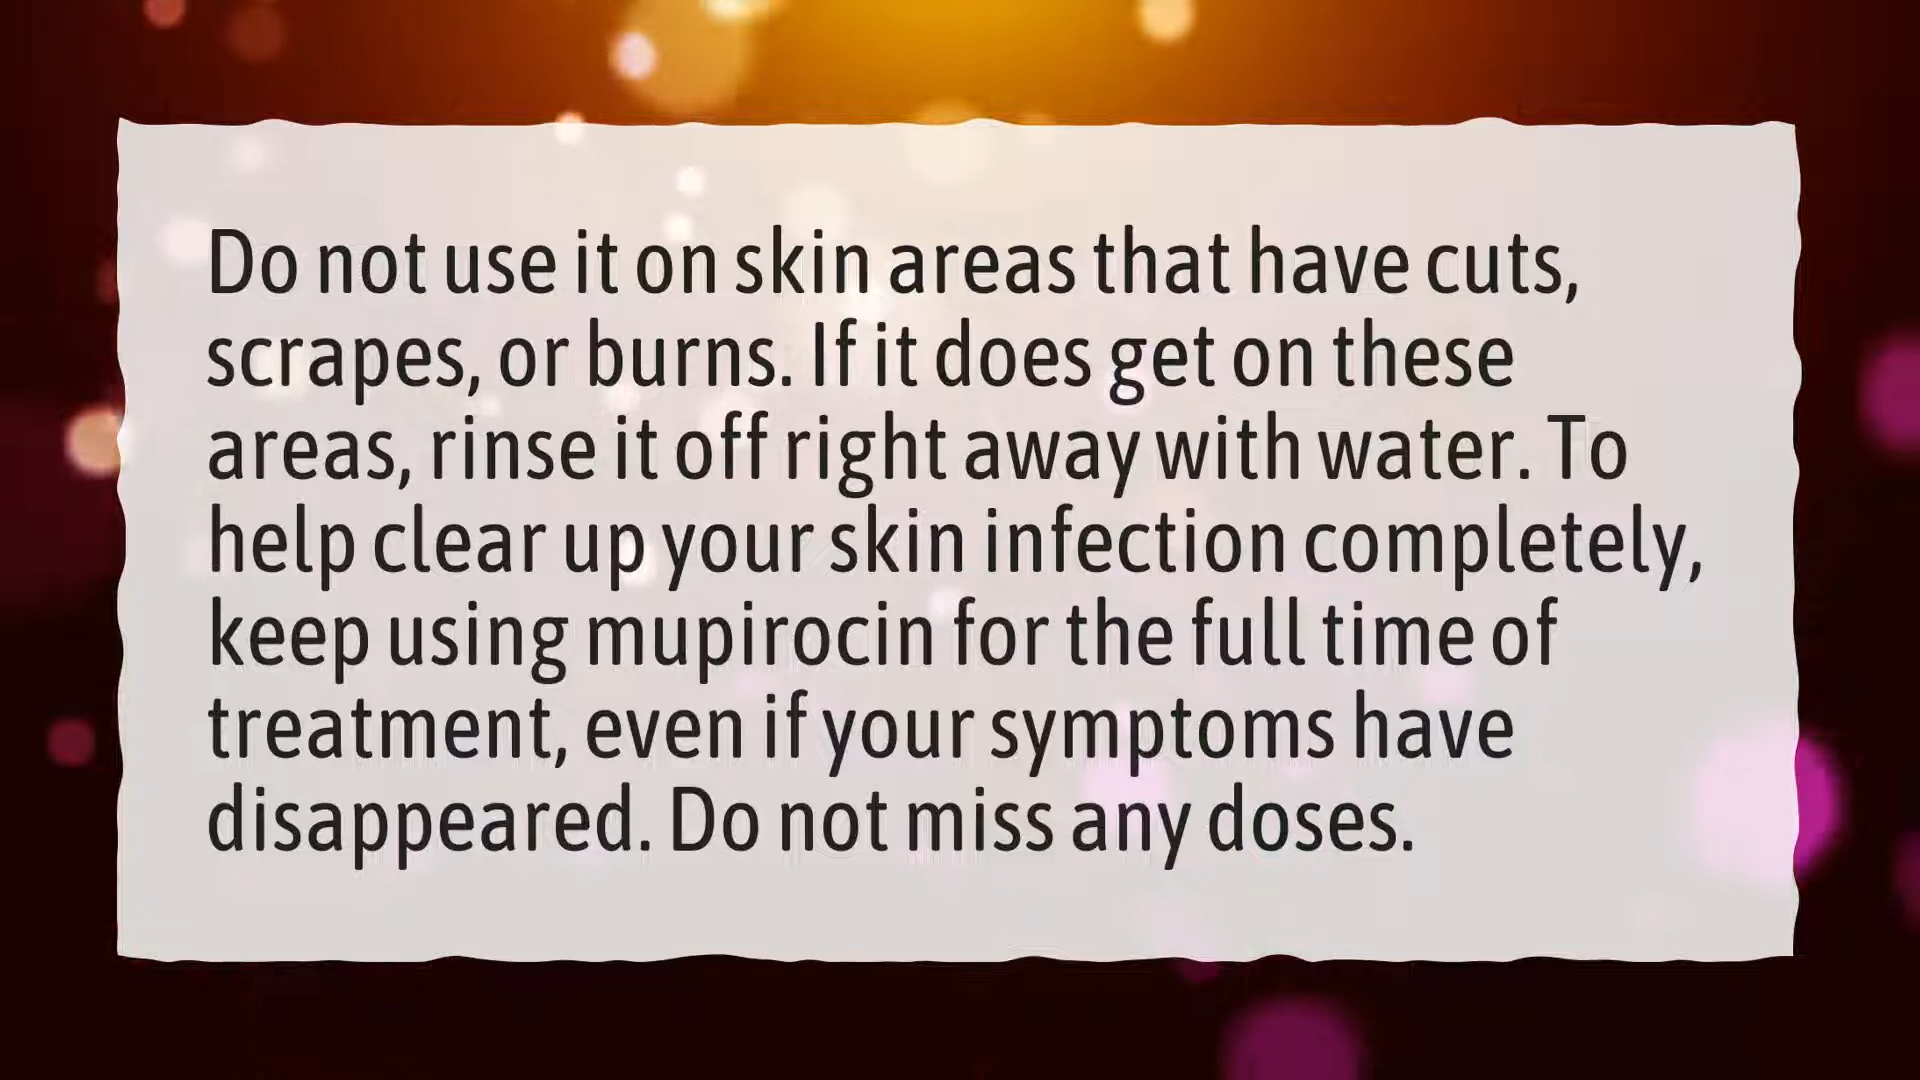 Do not use it on skin areas that have cuts,
scrapes, or burns. If it does get on these
areas, rinse it off right away with water. To
help clear up your skin infection completely,
keep using mupirocin for the full time of
treatment, even if your symptoms have
disappeared. Do not miss any doses.